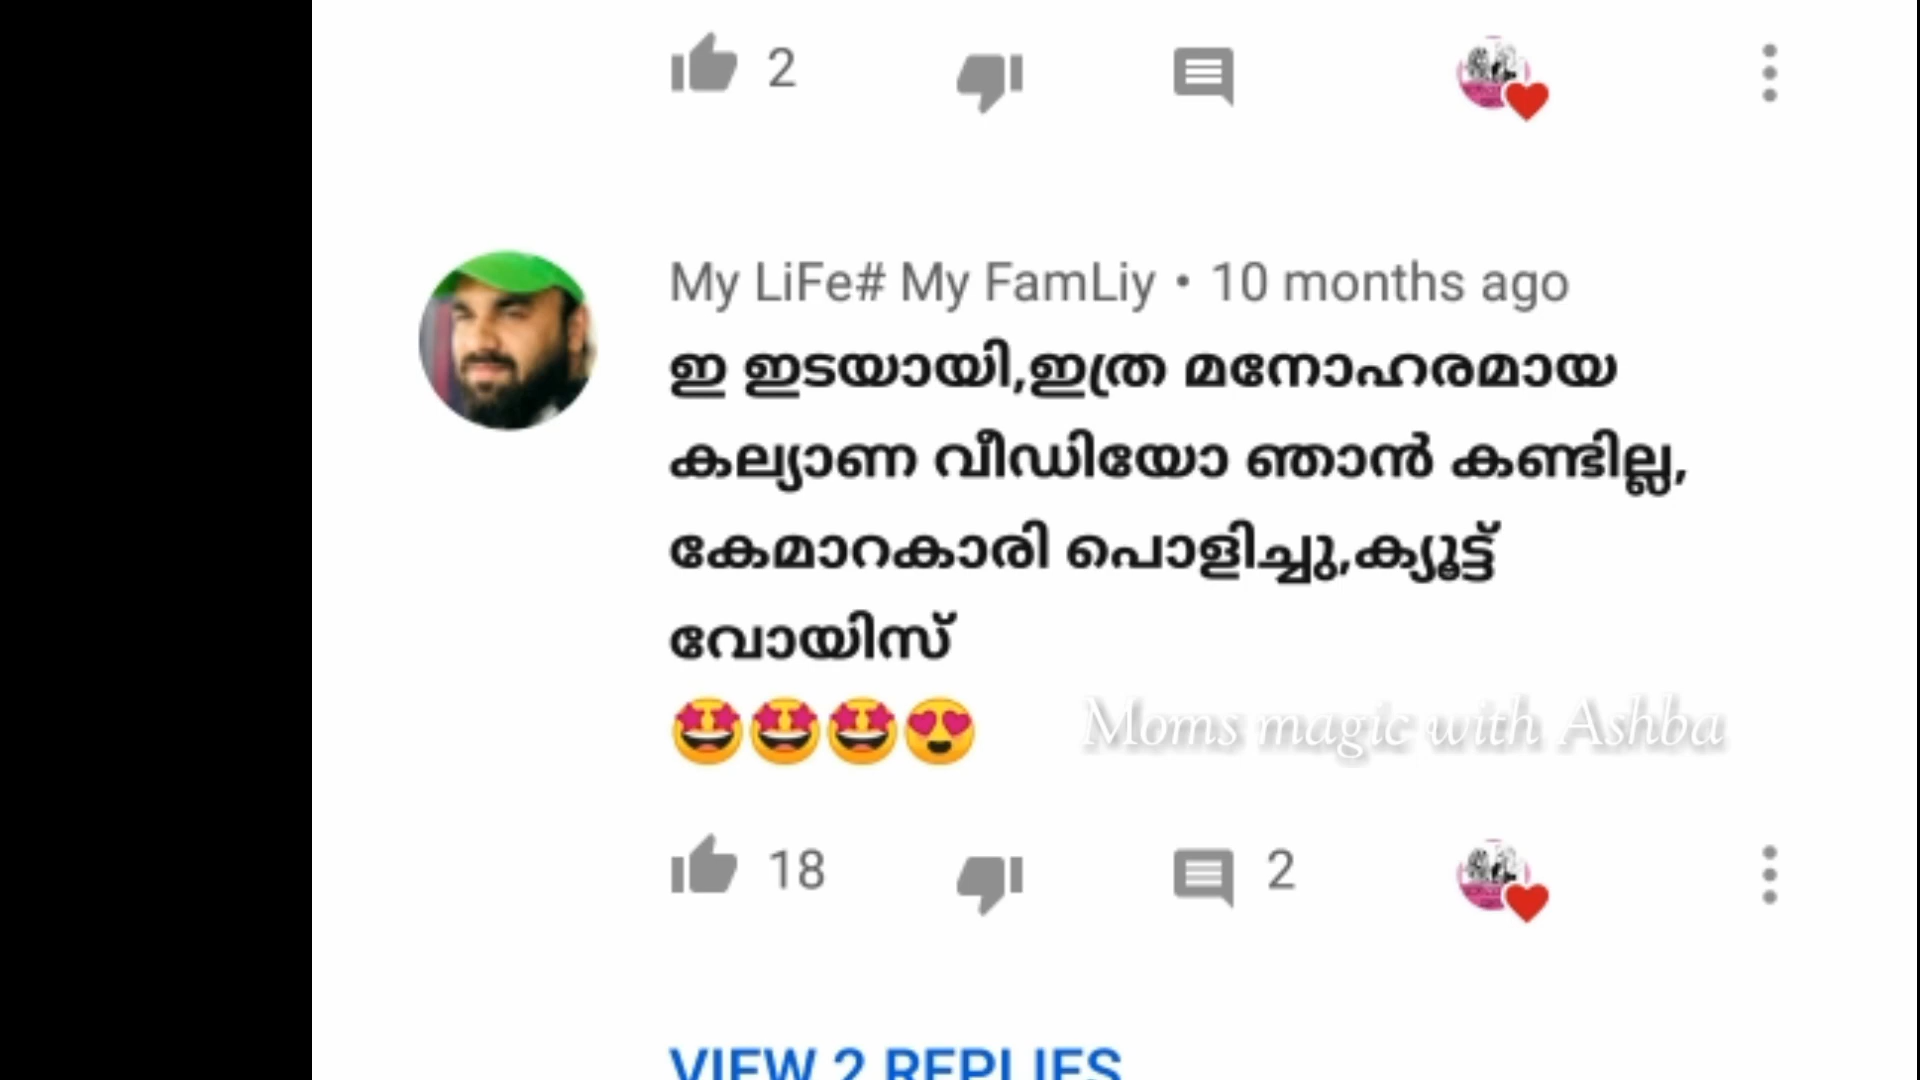 2
My LiFe# My FamLiy • 10 months ago
ഇ ഇടയായി,ഇത്ര മനോഹരമായ
കല്യാണ വീഡിയോ ഞാൻ കണ്ടില്ല,
കേമാറകാരി പൊളിച്ചു,ക്യൂട്ട്
വോയിസ്
🤩🤩🤩😍
Moms magic with Ashba
18 2
VIEW 2 REPLIES